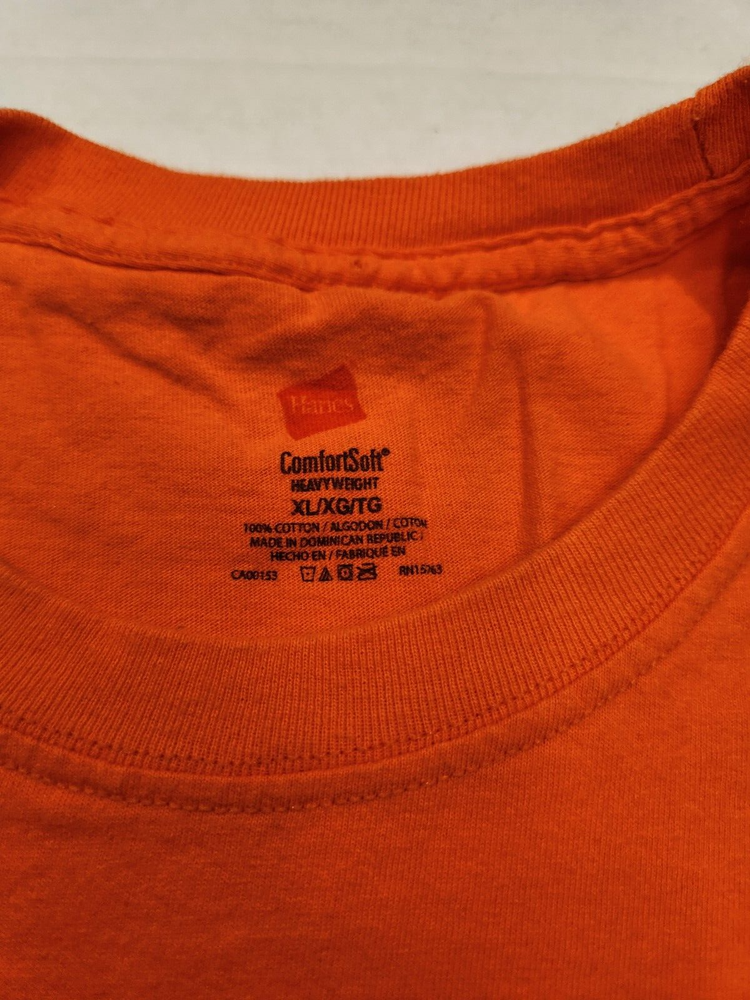 Hanes
ComfortSoft®
HEAVYWEIGHT
XL/XG/TG
100% COTTON / ALGODON / COTON
MADE IN DOMINICAN REPUBLIC /
HECHO EN / FABRIQUÉ EN
CA00153 RN15763